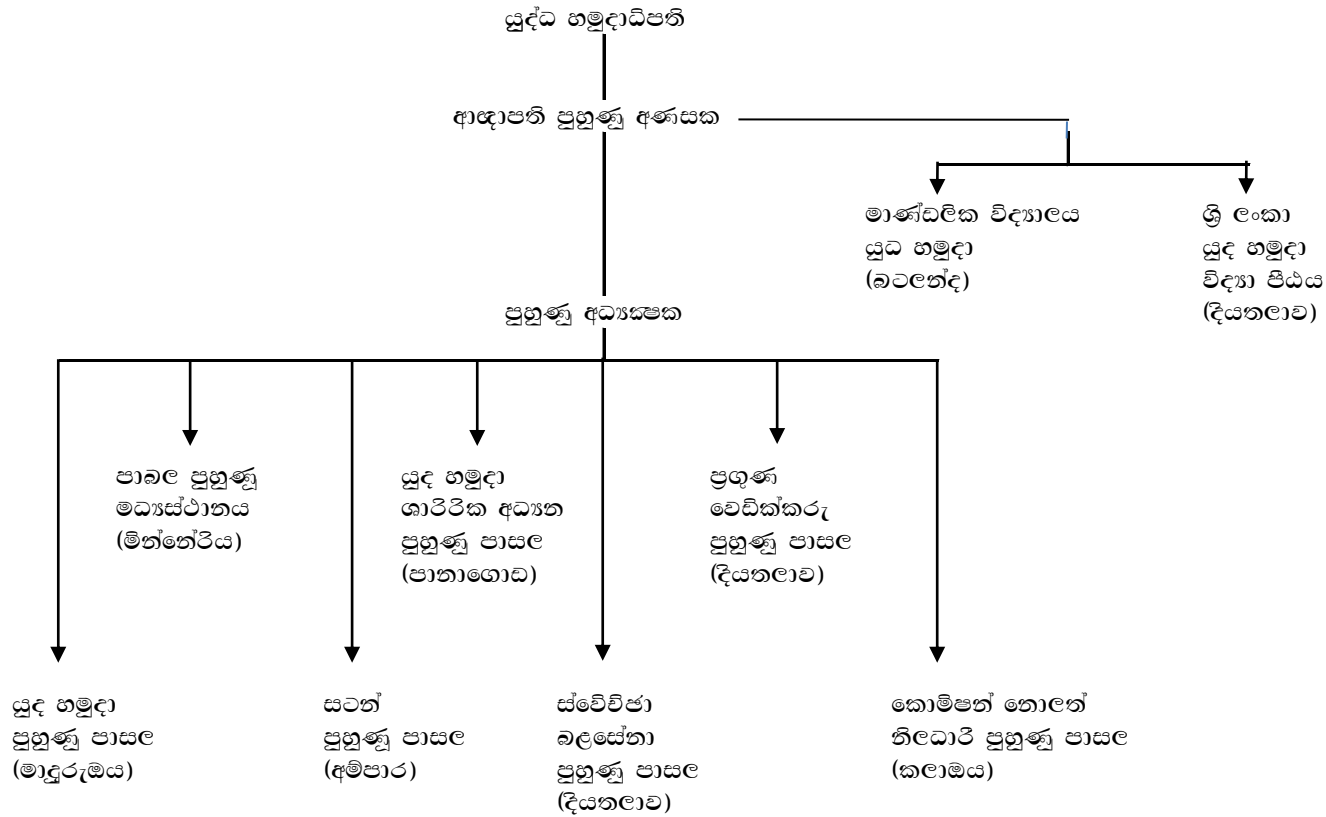 යුද්ධ හමුදාධිපති
ආඥාපති පුහුණු අණසක
මාණ්ඩලික විද්‍යාලය
යුධ හමුදා
(බටලන්ද)
ශ්‍රි ලංකා
යුද හමුදා
විද්‍යා පීඨය
(දියතලාව)
පුහුණු අධ්‍යක්‍ෂක
පාබල පුහුණූ
මධ්‍යස්ථානය
(මින්නේරිය)
යුද හමුදා
ශාරිරික අධ්‍යන
පුහුණු පාසල
(පානාගොඩ)
ප්‍රගුණ
වෙඩික්කරු
පුහුණු පාසල
(දියතලාව)
යුද හමුදා
පුහුණු පාසල
(මාදුරුඔය)
සටන්
පුහුණූ පාසල
(අම්පාර)
ස්වෙච්ඡා
බළසේනා
පුහුණු පාසල
(දියතලාව)
කොමිෂන් නොලත්
නිලධාරී පුහුණු පාසල
(කලාඔය)